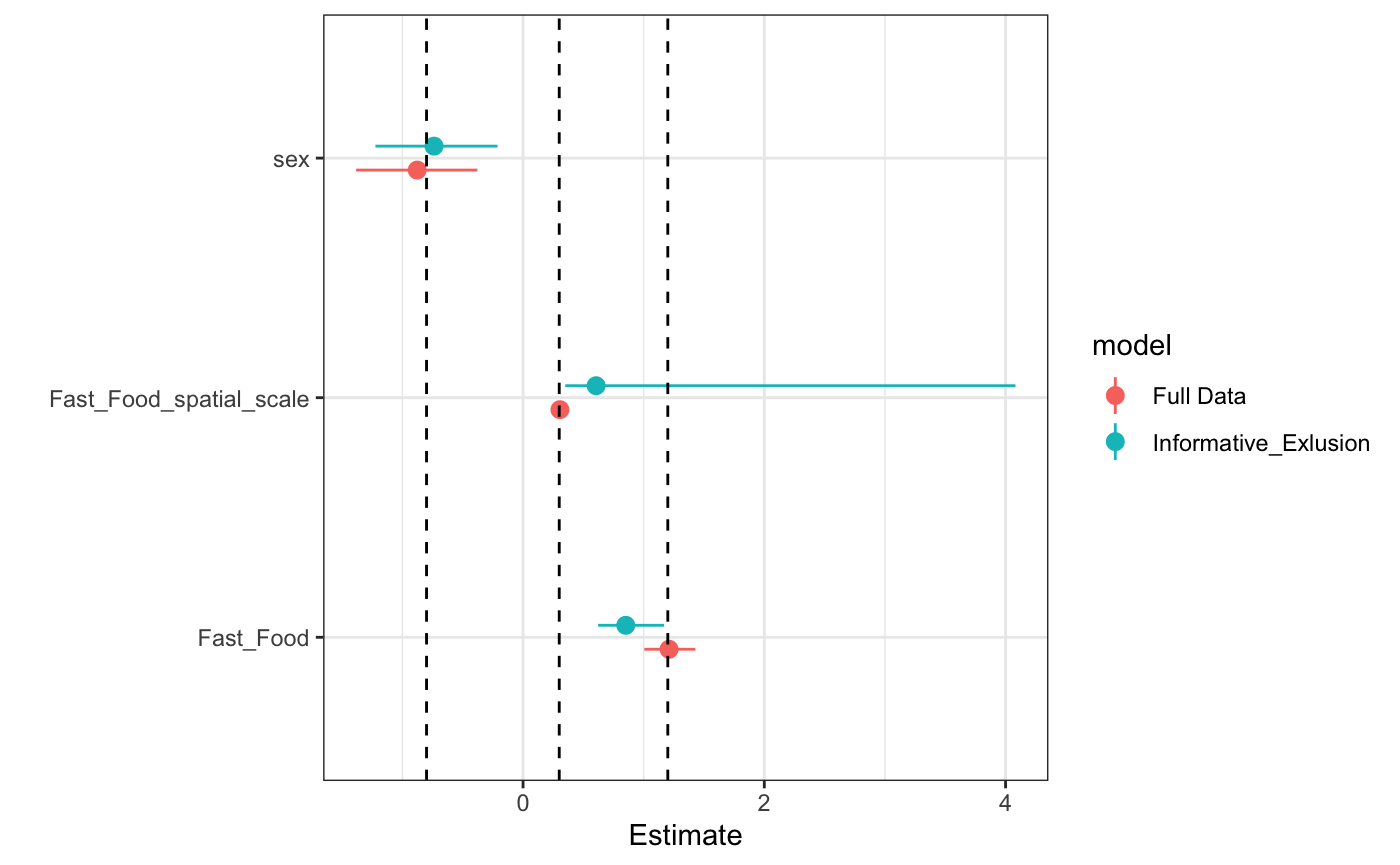 sex
Fast_Food_spatial_scale
Fast_Food
0 2 4
Estimate
model
Full Data
Informative_Exlusion